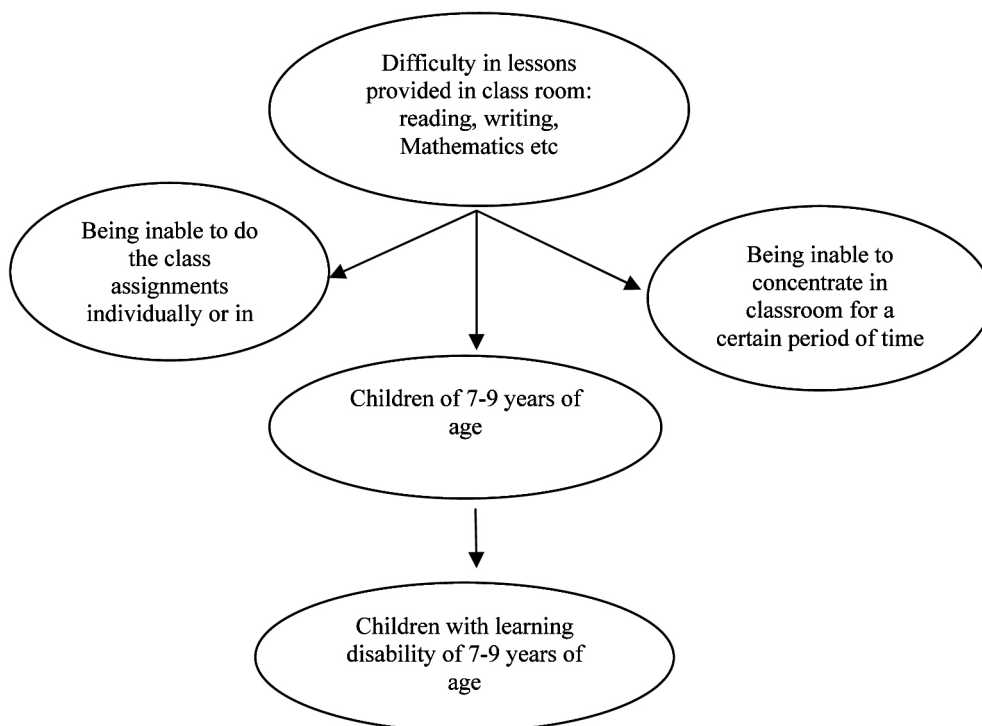 Difficulty in lessons
provided in class room:
reading, writing,
Mathematics etc
Being inable to do
the class
assignments
individually or in
Being inable to
concentrate in
classroom for a
certain period of time
Children of 7-9 years of
age
Children with learning
disability of 7-9 years of
age